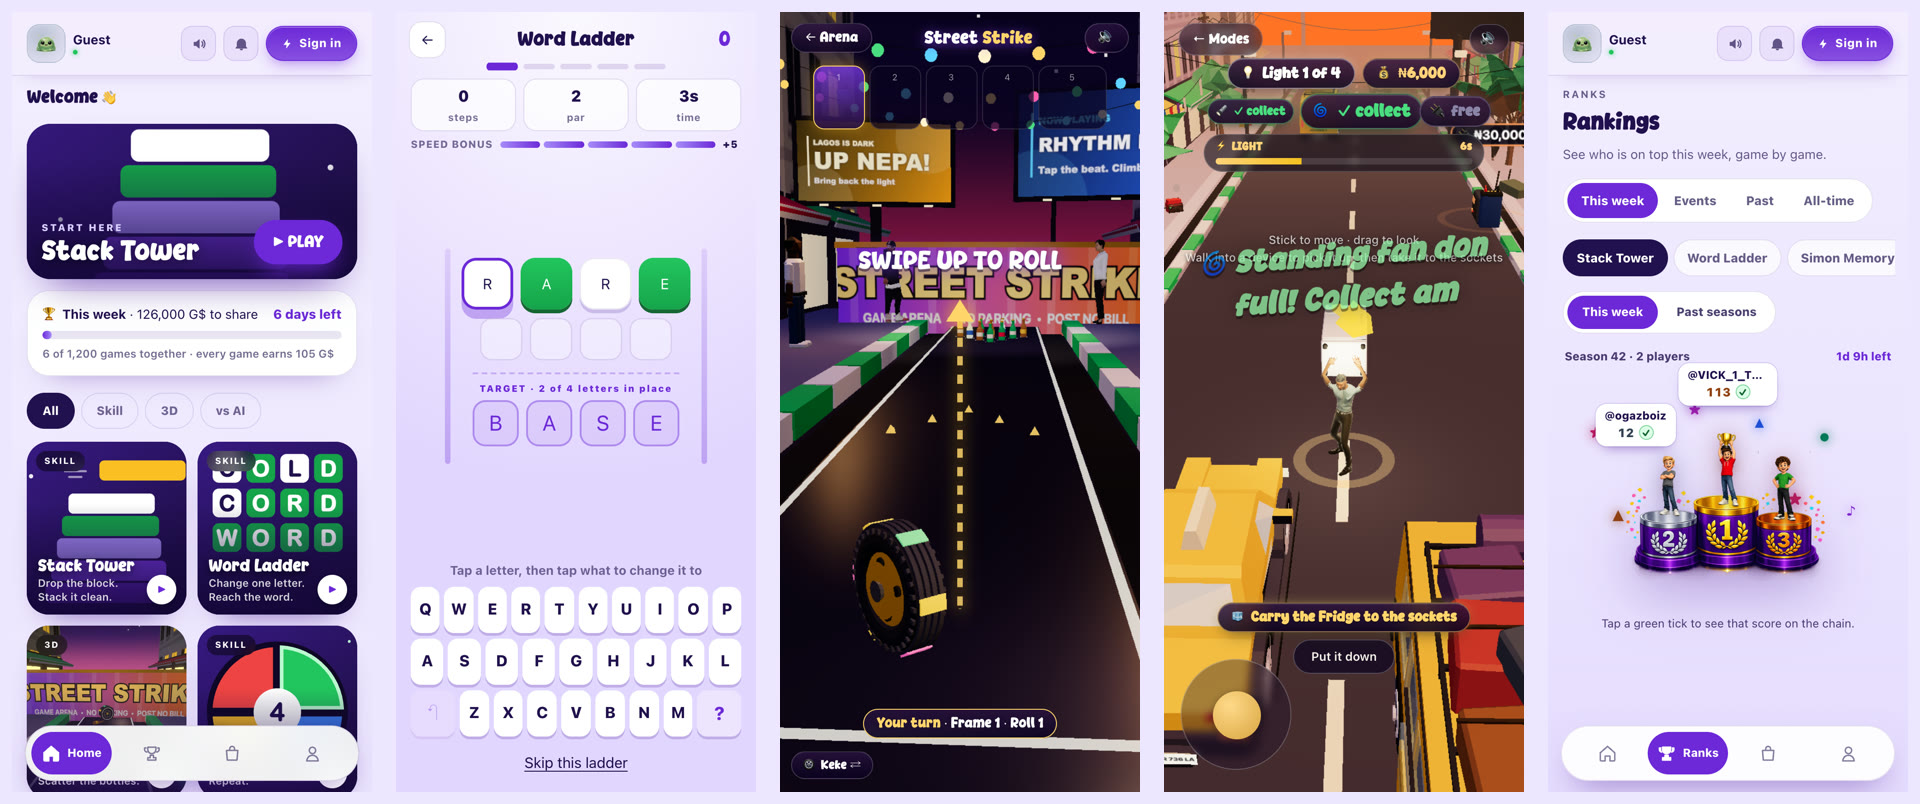 Guest
Sign in
Welcome 👋
START HERE
Stack Tower
PLAY
This week · 126,000 G$ to share
6 days left
6 of 1,200 games together · every game earns 105 G$
All
Skill
3D
vs AI
SKILL
Stack Tower
Drop the block.
Stack it clean.
SKILL
OLD
CORD
WORD
Word Ladder
Change one letter.
Reach the word.
3D
STREET STRIK
SKILL
4
Home
Word Ladder
0
0
steps
2
par
3s
time
SPEED BONUS
+5
R A R E
TARGET · 2 of 4 letters in place
B A S E
Tap a letter, then tap what to change it to
Q W E R T Y U I O P
A S D F G H J K L
Z X C V B N M ?
Skip this ladder
← Arena
Street Strike
1 2 3 4 5
LAGOS IS DARK
UP NEPA!
Bring back the light
RHYTHM
Tap the beat. Climb
SWIPE UP TO ROLL
STREET STRIK
Your turn · Frame 1 · Roll 1
Keke
← Modes
Light 1 of 4
₦6,000
✓ collect
✓ collect
free
₦30,000
LIGHT
6s
Stick to move · drag to look
Standing fan don
full! Collect am
Carry the Fridge to the sockets
Put it down
Guest
Sign in
RANKS
Rankings
See who is on top this week, game by game.
This week
Events
Past
All-time
Stack Tower
Word Ladder
Simon Memory
This week
Past seasons
Season 42 · 2 players
1d 9h left
@VICK_1_T...
113
@ogazboiz
12
2
1
3
Tap a green tick to see that score on the chain.
Ranks